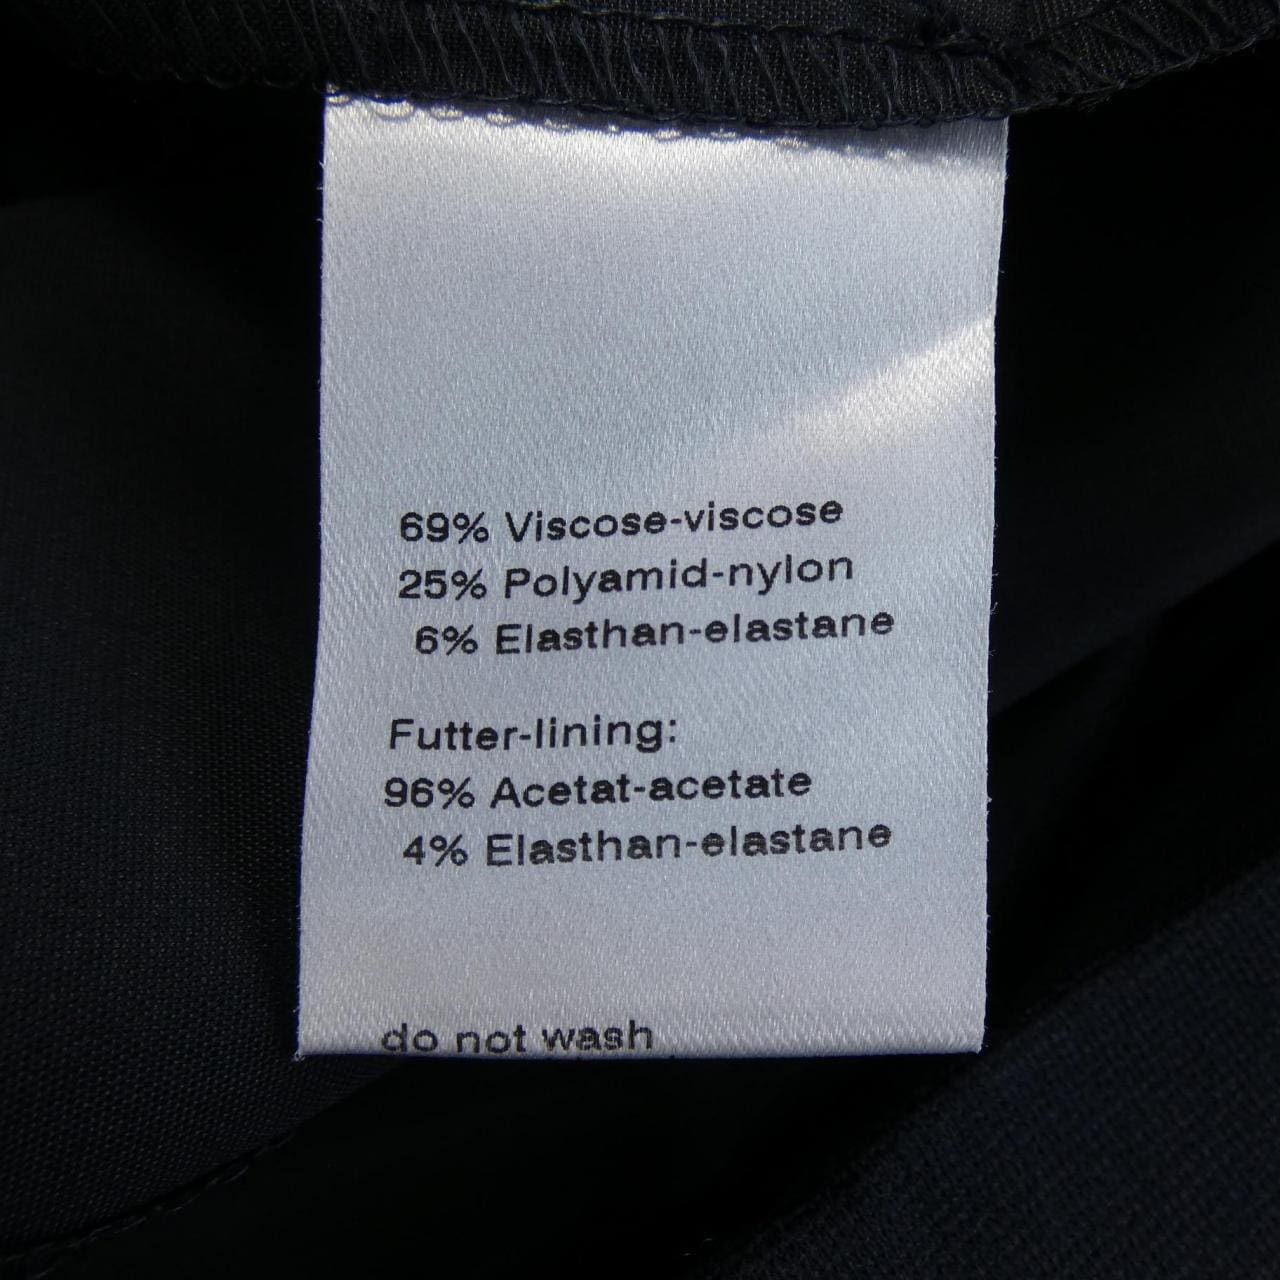 69% Viscose-viscose
25% Polyamid-nylon
6% Elasthan-elastane
Futter-lining:
96% Acetat-acetate
4% Elasthan-elastane
do not wash